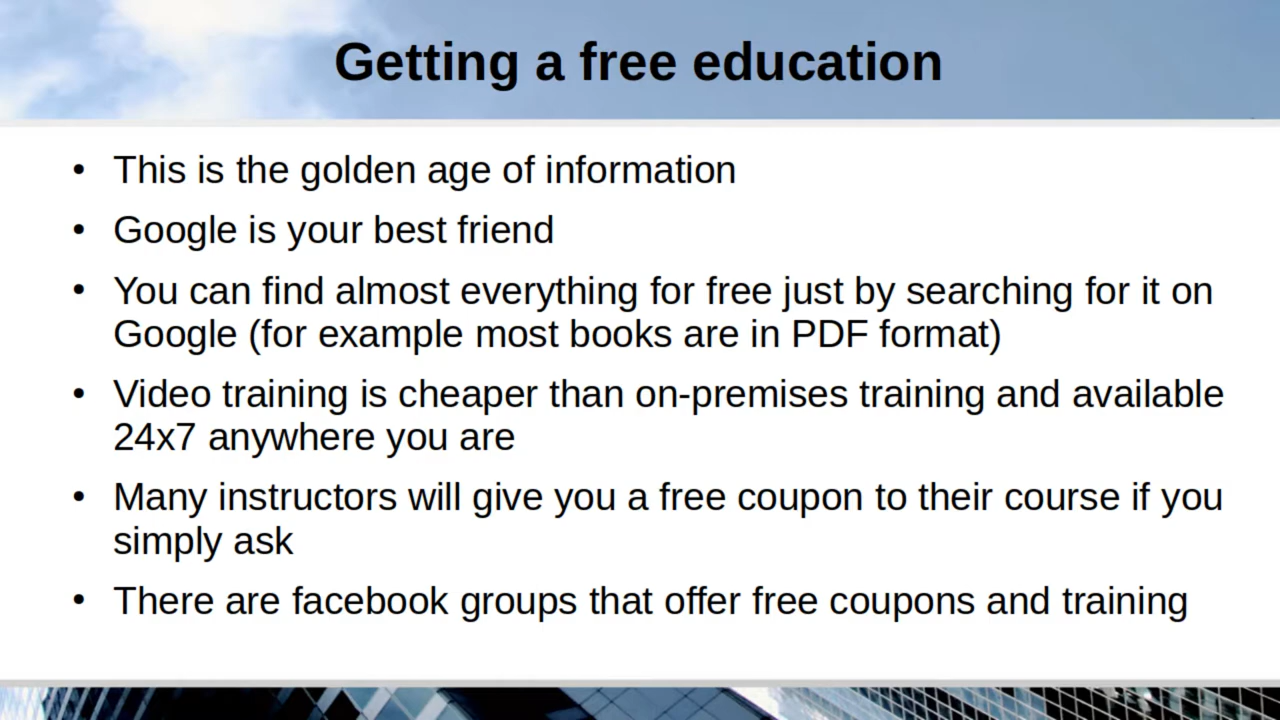 Getting a free education
• This is the golden age of information
• Google is your best friend
• You can find almost everything for free just by searching for it on
Google (for example most books are in PDF format)
• Video training is cheaper than on-premises training and available
24x7 anywhere you are
• Many instructors will give you a free coupon to their course if you
simply ask
• There are facebook groups that offer free coupons and training